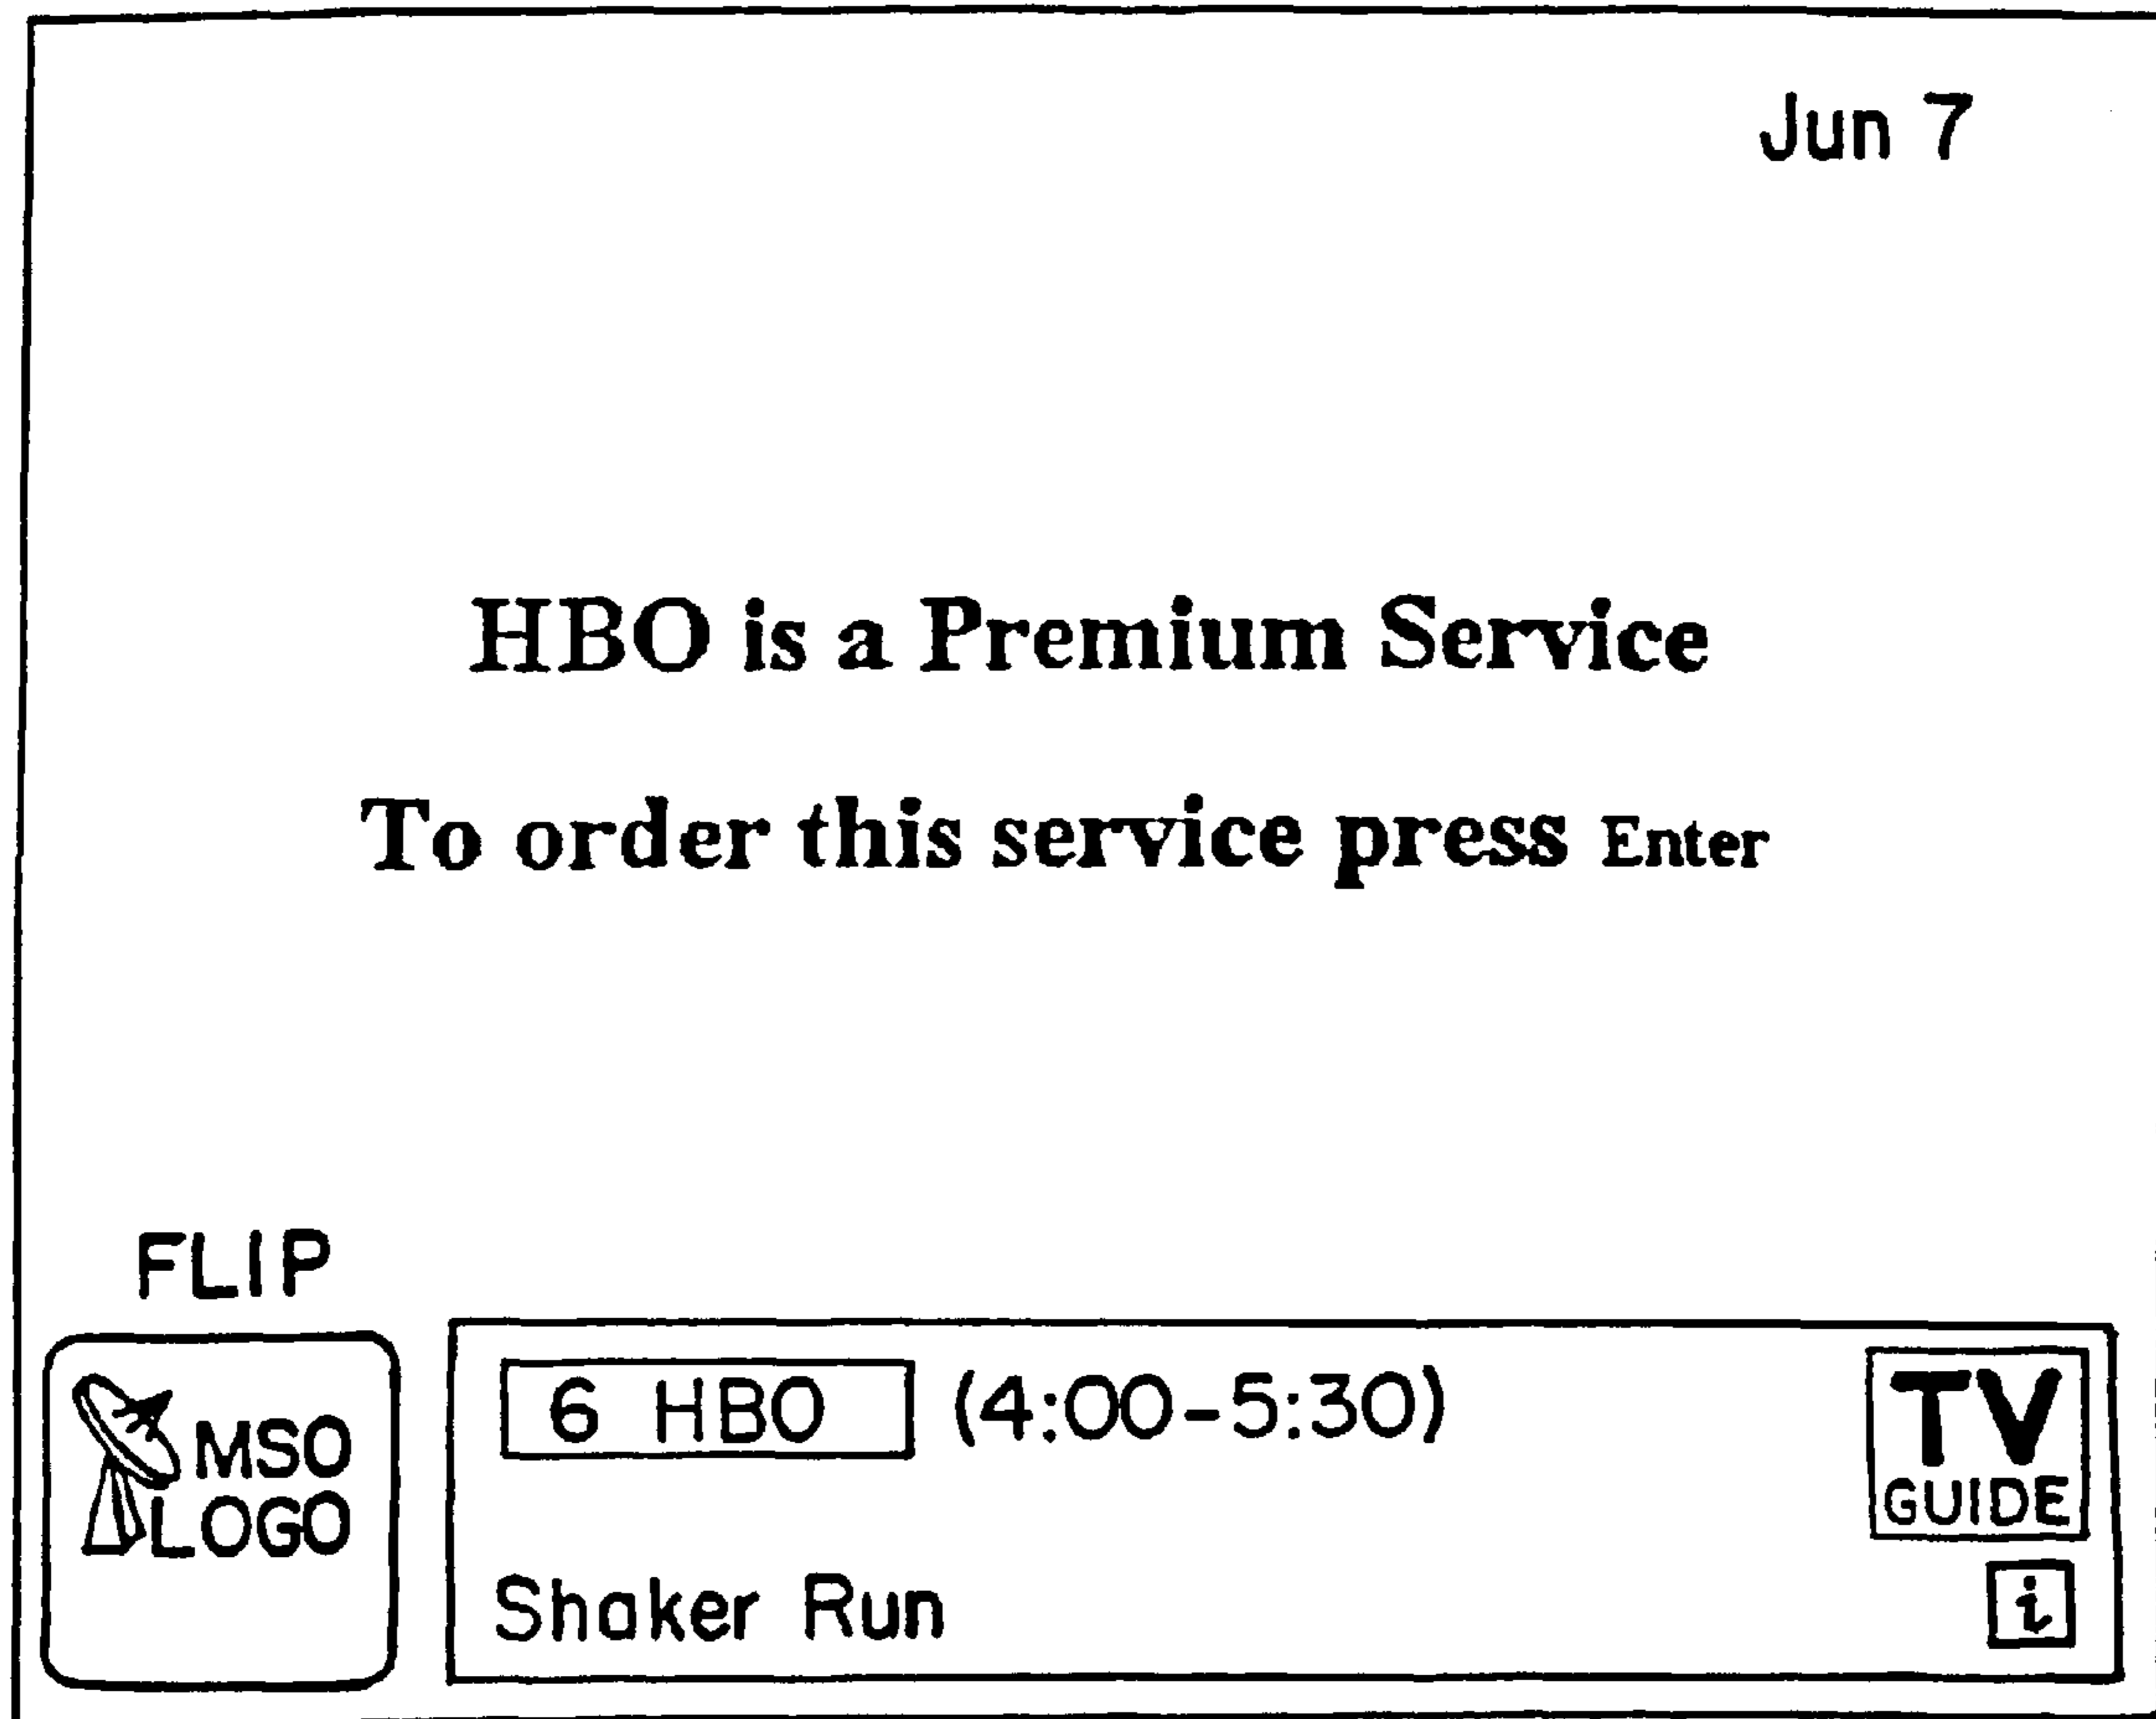 Jun 7
HBO is a Premium Service
To order this service press Enter
FLIP
MSO
LOGO
6 HBO (4:00-5:30)
TV
GUIDE
Shaker Run
i